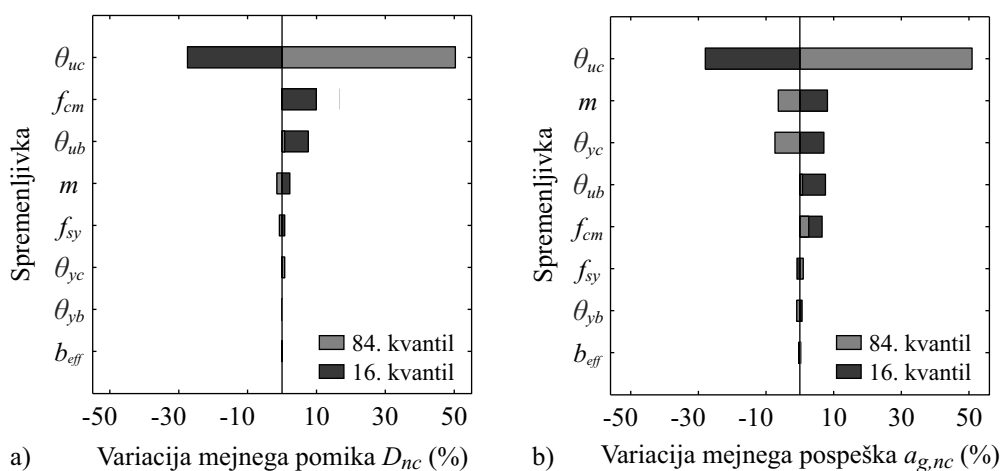 Spremenljivka
θuc
fcm
θub
m
fsy
θyc
θyb
beff
84. kvantil
16. kvantil
-50 -30 -10 10 30 50
a) Variacija mejnega pomika Dnc (%)
Spremenljivka
θuc
m
θyc
θub
fcm
fsy
θyb
beff
84. kvantil
16. kvantil
-50 -30 -10 10 30 50
b) Variacija mejnega pospeška ag,nc (%)